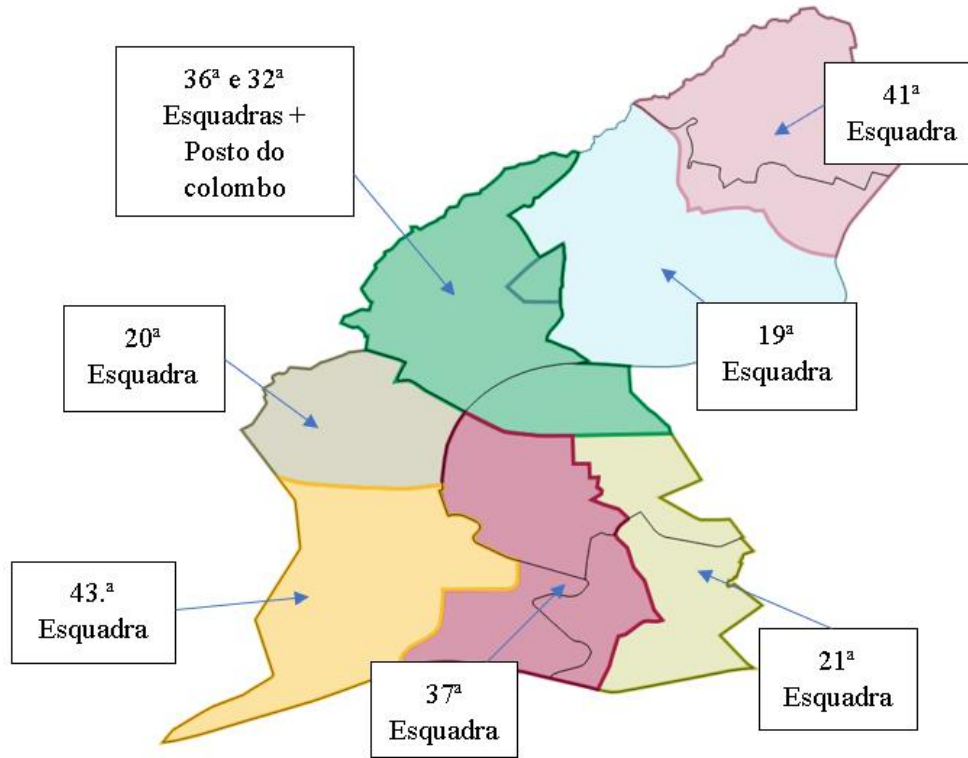 36ª e 32ª
Esquadras +
Posto do
colombo
41ª
Esquadra
20ª
Esquadra
19ª
Esquadra
43.ª
Esquadra
37ª
Esquadra
21ª
Esquadra